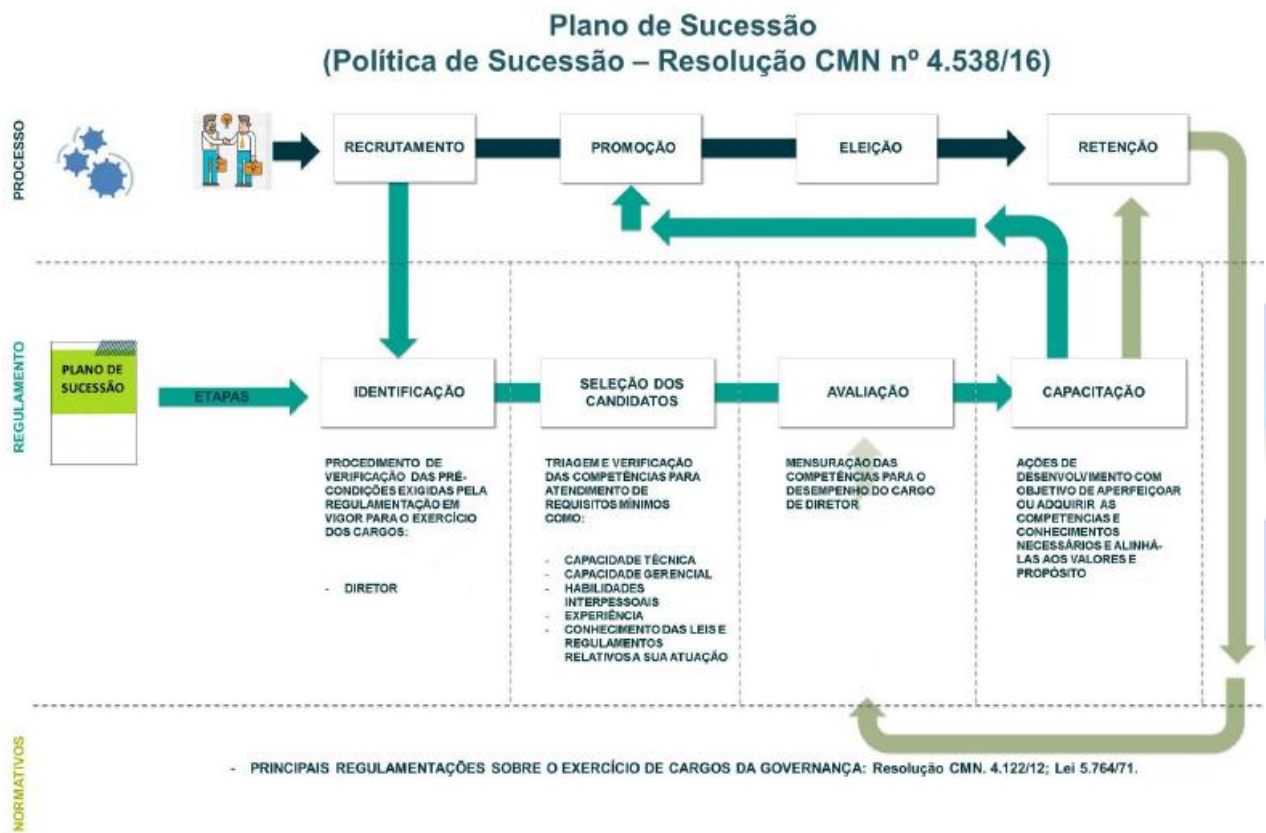 Plano de Sucessão
(Política de Sucessão – Resolução CMN nº 4.538/16)
PROCESSO
RECRUTAMENTO
PROMOÇÃO
ELEIÇÃO
RETENÇÃO
REGULAMENTO
PLANO DE
SUCESSÃO
ETAPAS
IDENTIFICAÇÃO
SELEÇÃO DOS
CANDIDATOS
AVALIAÇÃO
CAPACITAÇÃO
PROCEDIMENTO DE
VERIFICAÇÃO DAS PRÉ-
CONDIÇÕES EXIGIDAS PELA
REGULAMENTAÇÃO EM
VIGOR PARA O EXERCÍCIO
DOS CARGOS:
- DIRETOR
TRIAGEM E VERIFICAÇÃO
DAS COMPETÊNCIAS PARA
ATENDIMENTO DE
REQUISITOS MÍNIMOS
COMO:
- CAPACIDADE TÉCNICA
- CAPACIDADE GERENCIAL
- HABILIDADES
INTERPESSOAIS
- EXPERIÊNCIA
- CONHECIMENTO DAS LEIS E
REGULAMENTOS
RELATIVOS A SUA ATUAÇÃO
MENSURAÇÃO DAS
COMPETÊNCIAS PARA O
DESEMPENHO DO CARGO
DE DIRETOR
AÇÕES DE
DESENVOLVIMENTO COM
OBJETIVO DE APERFEIÇOAR
OU ADQUIRIR AS
COMPETENCIAS E
CONHECIMENTOS
NECESSÁRIOS E ALINHÁ-
LAS AOS VALORES E
PROPÓSITO
NORMATIVOS
- PRINCIPAIS REGULAMENTAÇÕES SOBRE O EXERCÍCIO DE CARGOS DA GOVERNANÇA: Resolução CMN. 4.122/12; Lei 5.764/71.